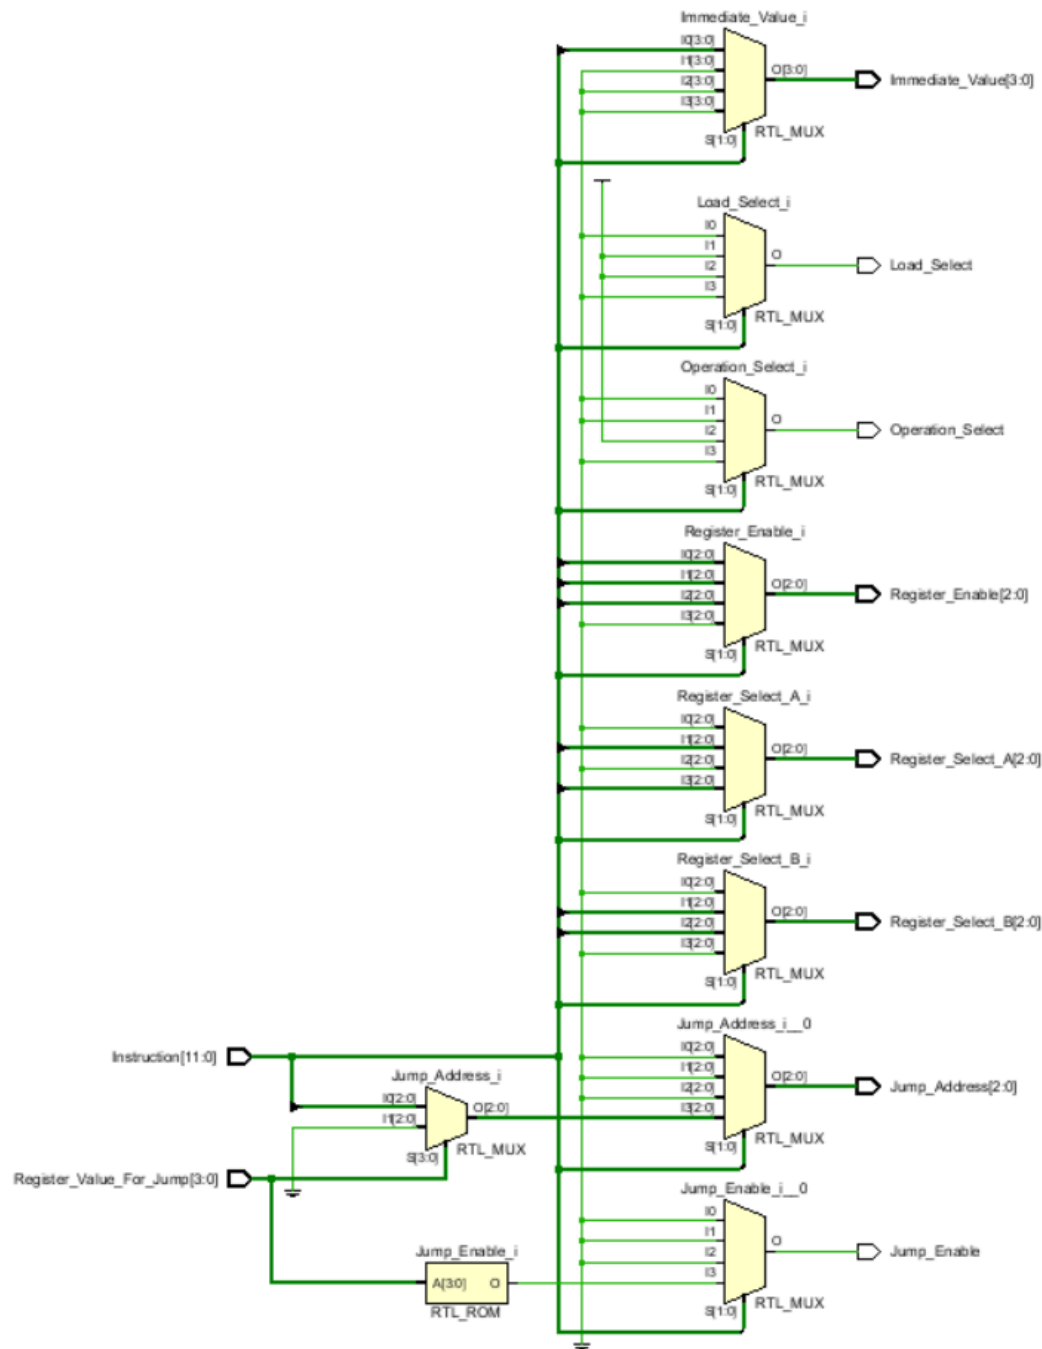 Immediate_Value_i
I0[3:0]
I1[3:0]
I2[3:0]
I3[3:0]
O[3:0]
S[1:0]
RTL_MUX
Immediate_Value[3:0]
Load_Select_i
I0
I1
I2
I3
O
S[1:0]
RTL_MUX
Load_Select
Operation_Select_i
I0
I1
I2
I3
O
S[1:0]
RTL_MUX
Operation_Select
Register_Enable_i
I0[2:0]
I1[2:0]
I2[2:0]
I3[2:0]
O[2:0]
S[1:0]
RTL_MUX
Register_Enable[2:0]
Register_Select_A_i
I0[2:0]
I1[2:0]
I2[2:0]
I3[2:0]
O[2:0]
S[1:0]
RTL_MUX
Register_Select_A[2:0]
Register_Select_B_i
I0[2:0]
I1[2:0]
I2[2:0]
I3[2:0]
O[2:0]
S[1:0]
RTL_MUX
Register_Select_B[2:0]
Instruction[11:0]
Jump_Address_i
I0[2:0]
I1[2:0]
O[2:0]
S[3:0]
RTL_MUX
Jump_Address_i__0
I0[2:0]
I1[2:0]
I2[2:0]
I3[2:0]
O[2:0]
S[1:0]
RTL_MUX
Jump_Address[2:0]
Register_Value_For_Jump[3:0]
Jump_Enable_i
A[3:0]
O
RTL_ROM
Jump_Enable_i__0
I0
I1
I2
I3
O
S[1:0]
RTL_MUX
Jump_Enable